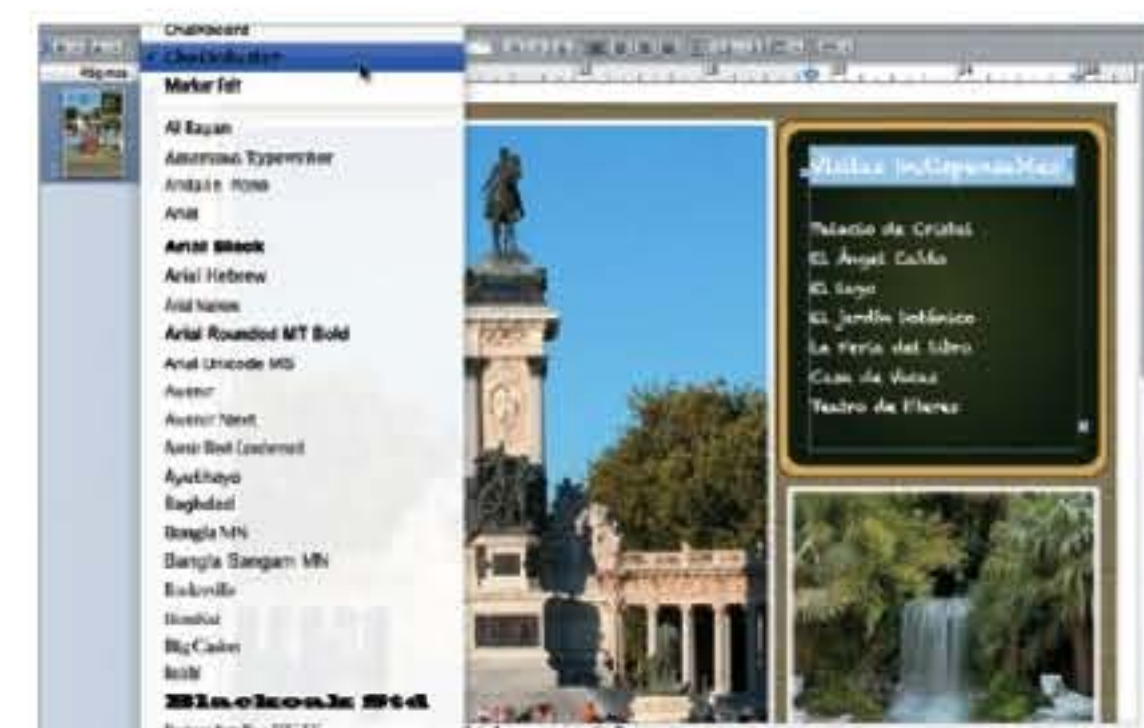 Chalkboard
Chalkduster
Marker Felt
Al Bayan
American Typewriter
Andale Mono
Arial
Arial Black
Arial Hebrew
Arial Narrow
Arial Rounded MT Bold
Arial Unicode MS
Avenir
Avenir Next
Ayuthaya
Baghdad
Bangla MN
Bangla Sangam MN
Baskerville
Big Caslon
Blackoak Std
Páginas
Visitas indispensables
Palacio de Cristal
El Ángel Caído
El lago
El jardín botánico
La Feria del Libro
Casa de Vacas
Teatro de títeres